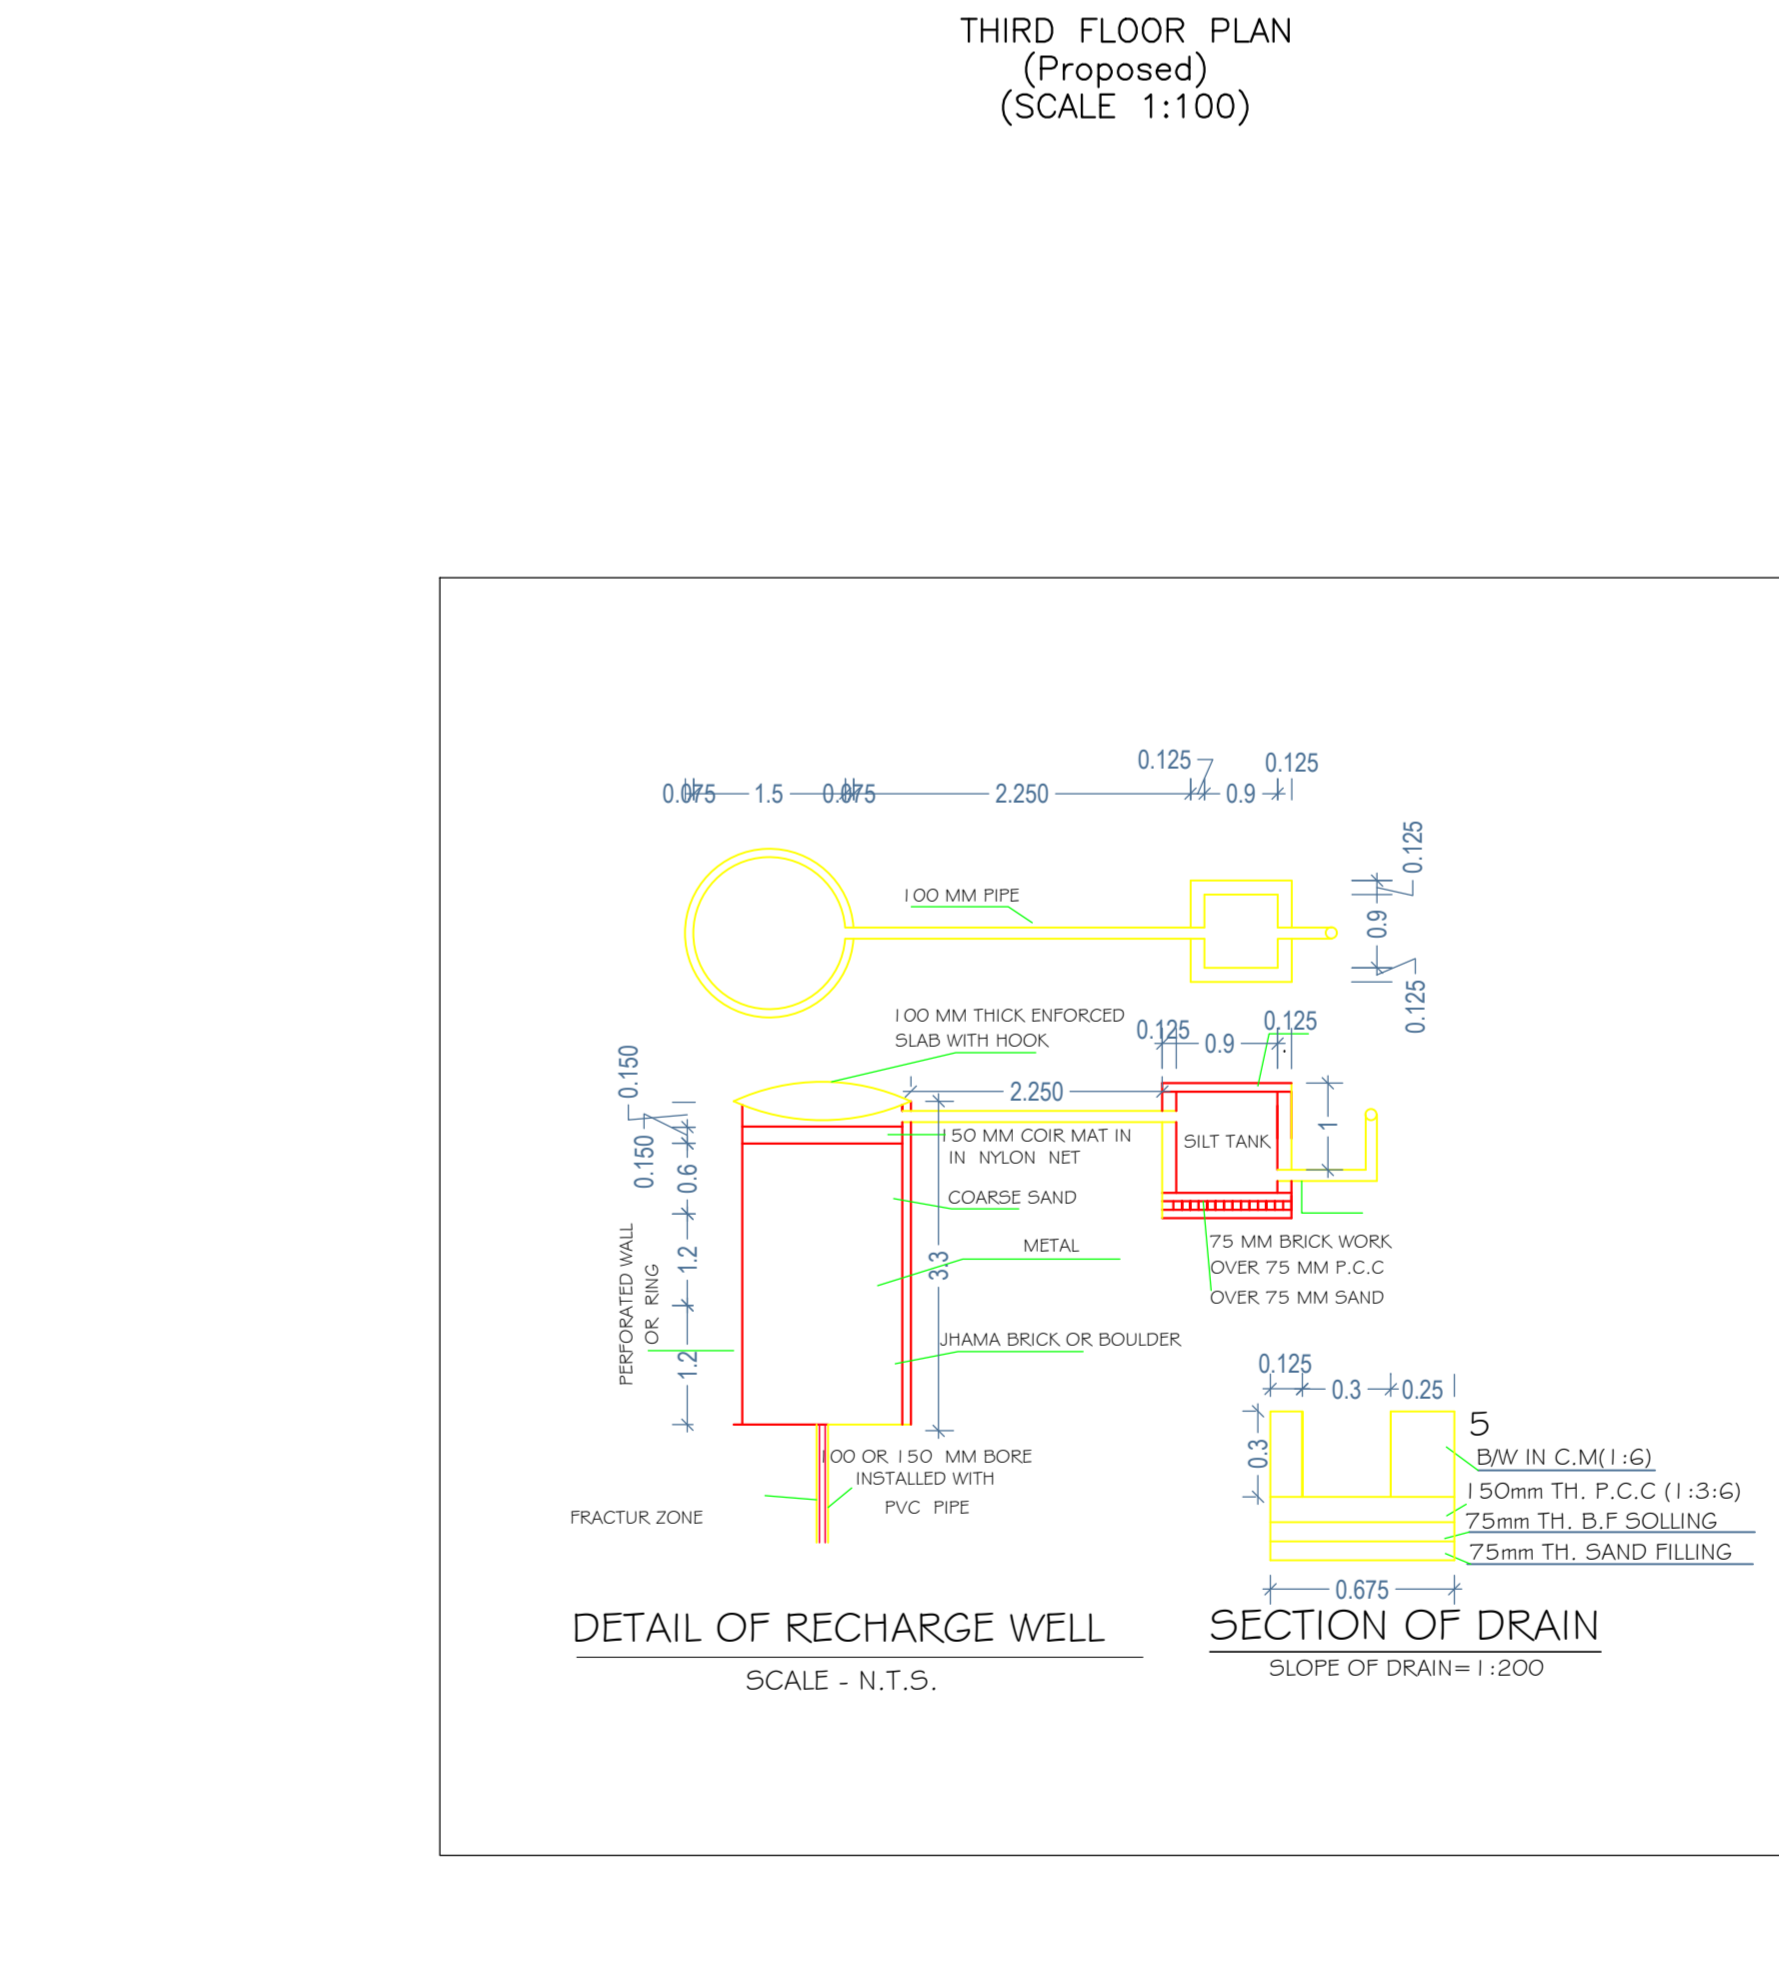 THIRD FLOOR PLAN
(Proposed)
(SCALE 1:100)
0.125
0.125
0.075
1.5
0.075
2.250
0.9
0.125
0.9
0.125
100 MM PIPE
100 MM THICK ENFORCED
SLAB WITH HOOK
0.125
0.9
0.125
2.250
0.150
0.150
0.6
1.2
1.2
3.3
1
150 MM COIR MAT IN
IN NYLON NET
SILT TANK
COARSE SAND
METAL
JHAMA BRICK OR BOULDER
PERFORATED WALL
OR RING
75 MM BRICK WORK
OVER 75 MM P.C.C
OVER 75 MM SAND
100 OR 150 MM BORE
INSTALLED WITH
PVC PIPE
FRACTUR ZONE
0.125
0.3
0.25
0.3
5
B/W IN C.M(1:6)
150mm TH. P.C.C (1:3:6)
75mm TH. B.F SOLLING
75mm TH. SAND FILLING
0.675
DETAIL OF RECHARGE WELL
SCALE - N.T.S.
SECTION OF DRAIN
SLOPE OF DRAIN=1:200